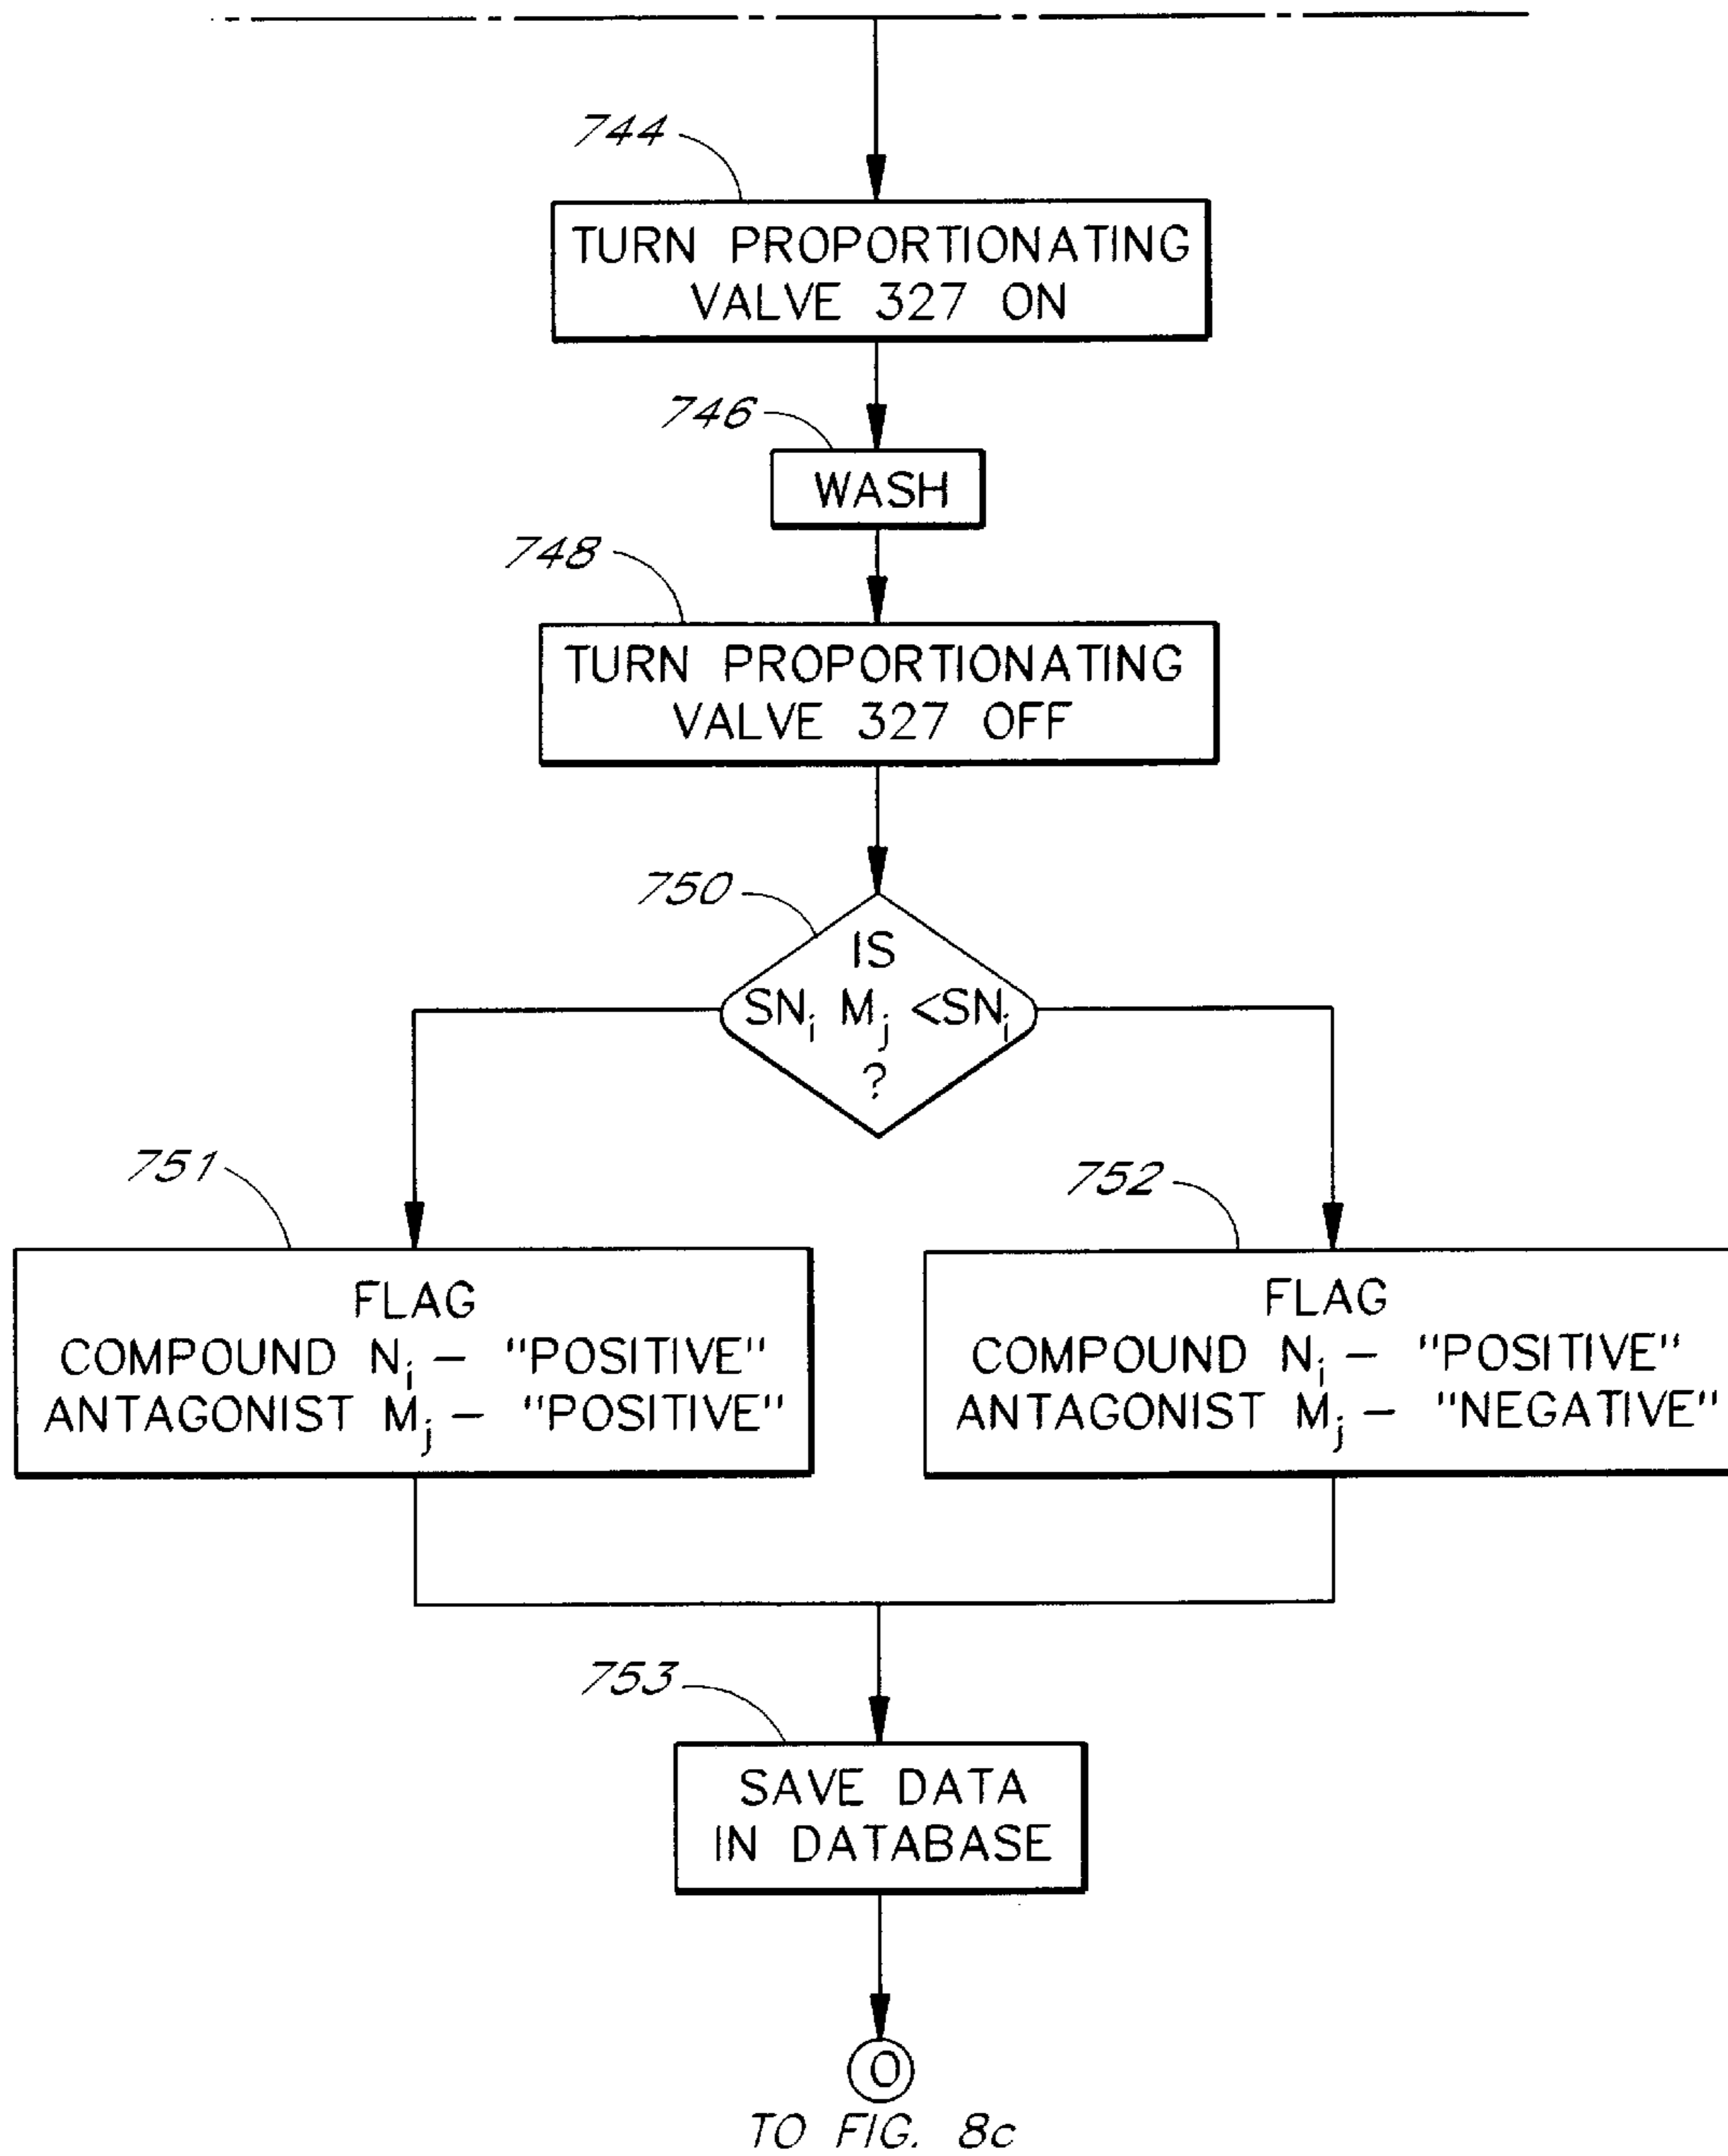 744
TURN PROPORTIONATING
VALVE 327 ON
746
WASH
748
TURN PROPORTIONATING
VALVE 327 OFF
750
IS
SNi Mj <SNi
?
751
FLAG
COMPOUND Ni – "POSITIVE"
ANTAGONIST Mj – "POSITIVE"
752
FLAG
COMPOUND Ni – "POSITIVE"
ANTAGONIST Mj – "NEGATIVE"
753
SAVE DATA
IN DATABASE
O
TO FIG. 8c